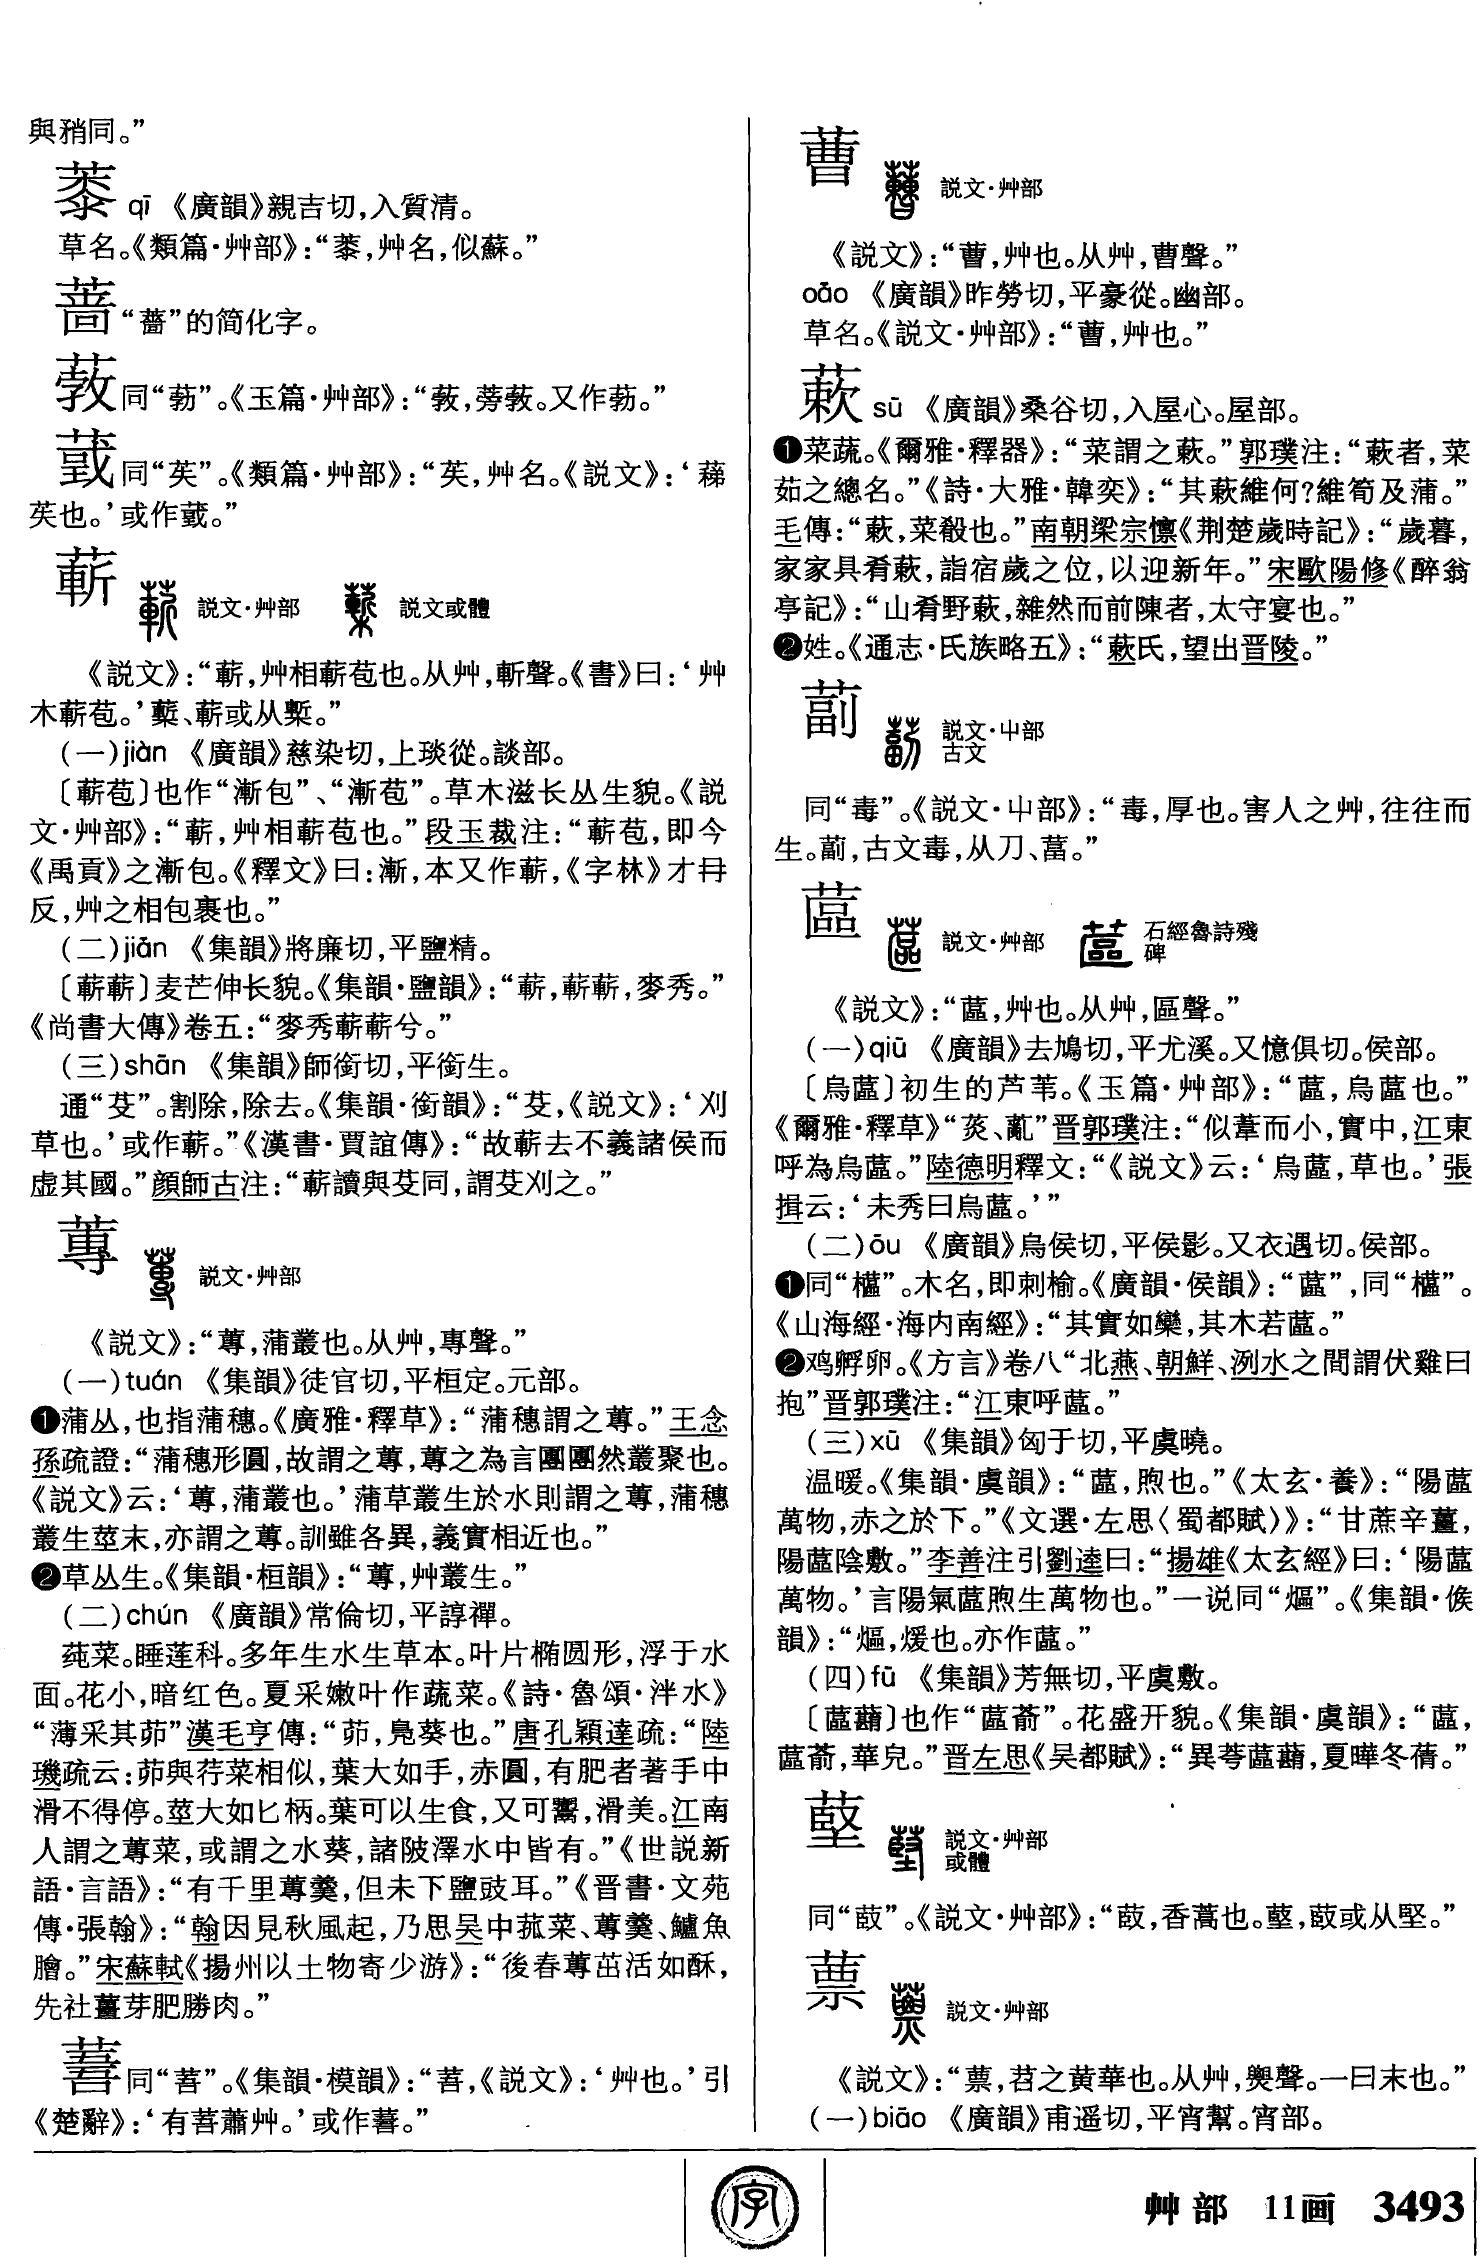 與矟同。”
蓁 qī 《廣韻》親吉切,入質清。
草名。《類篇·艸部》:“蓁,艸名,似蘇。”
蔷 “薔”的简化字。
蔜 同“䓤”。《玉篇·艸部》:“蔜,蒡蔜。又作䓤。”
同“芵”。《類篇·艸部》:“芵,艸名。《説文》:‘䔑
芵也。’或作蕺。”
蔪 説文·艸部 説文或體
《説文》:“蔪,艸相蔪苞也。从艸,斬聲。《書》曰:‘艸
木蔪苞。’蔪或从槧。”
(一)jiàn 《廣韻》慈染切,上琰從。談部。
〔蔪苞〕也作“漸包”、“漸苞”。草木滋长丛生貌。《説
文·艸部》:“蔪,艸相蔪苞也。”段玉裁注:“蔪苞,即今
《禹貢》之漸包。《釋文》曰:漸,本又作蔪,《字林》才冄
反,艸之相包裹也。”
(二)jiān 《集韻》將廉切,平鹽精。
〔蔪蔪〕麦芒伸长貌。《集韻·鹽韻》:“蔪,蔪蔪,麥秀。”
《尚書大傳》卷五:“麥秀蔪蔪兮。”
(三)shān 《集韻》師銜切,平銜生。
通“芟”。割除,除去。《集韻·銜韻》:“芟,《説文》:‘刈
草也。’或作蔪。”《漢書·賈誼傳》:“故蔪去不義諸侯而
虚其國。”顔師古注:“蔪讀與芟同,謂芟刈之。”
蓴 説文·艸部
《説文》:“蓴,蒲叢也。从艸,專聲。”
(一)tuán 《集韻》徒官切,平桓定。元部。
❶蒲丛,也指蒲穗。《廣雅·釋草》:“蒲穗謂之蓴。”王念
孫疏證:“蒲穗形圓,故謂之蓴,蓴之為言團團然叢聚也。
《説文》云:‘蓴,蒲叢也。’蒲草叢生於水則謂之蓴,蒲穗
叢生莖末,亦謂之蓴。訓雖各異,義實相近也。”
❷草丛生。《集韻·桓韻》:“蓴,艸叢生。”
(二)chún 《廣韻》常倫切,平諄禪。
莼菜。睡莲科。多年生水生草本。叶片椭圆形,浮于水
面。花小,暗红色。夏采嫩叶作蔬菜。《詩·魯頌·泮水》
“薄采其茆”漢毛亨傳:“茆,鳧葵也。”唐孔穎達疏:“陸
璣疏云:茆與荇菜相似,葉大如手,赤圓,有肥者著手中
滑不得停。莖大如匕柄。葉可以生食,又可鬻,滑美。江南
人謂之蓴菜,或謂之水葵,諸陂澤水中皆有。”《世説新
語·言語》:“有千里蓴羹,但未下鹽豉耳。”《晋書·文苑
傳·張翰》:“翰因見秋風起,乃思吴中菰菜、蓴羹、鱸魚
膾。”宋蘇軾《揚州以土物寄少游》:“後春蓴茁活如酥,
先社薑芽肥勝肉。”
同“䓊”。《集韻·模韻》:“䓊,《説文》:‘艸也。’引
《楚辭》:‘有䓊蕭艸。’或作蓸。”
蓸 説文·艸部
《説文》:“蓸,艸也。从艸,曹聲。”
cáo 《廣韻》昨勞切,平豪從。幽部。
草名。《説文·艸部》:“蓸,艸也。”
蔌 sù 《廣韻》桑谷切,入屋心。屋部。
❶菜蔬。《爾雅·釋器》:“菜謂之蔌。”郭璞注:“蔌者,菜
茹之總名。”《詩·大雅·韓奕》:“其蔌維何?維筍及蒲。”
毛傳:“蔌,菜殽也。”南朝梁宗懔《荆楚歲時記》:“歲暮,
家家具肴蔌,詣宿歲之位,以迎新年。”宋歐陽修《醉翁
亭記》:“山肴野蔌,雜然而前陳者,太守宴也。”
❷姓。《通志·氏族略五》:“蔌氏,望出晋陵。”
説文·屮部
古文
同“毒”。《説文·屮部》:“毒,厚也。害人之艸,往往而
生。𦸕,古文毒,从刀、葍。”
蓲 説文·艸部 石經魯詩殘
碑
《説文》:“蓲,艸也。从艸,區聲。”
(一)qiū 《廣韻》去鳩切,平尤溪。又憶俱切。侯部。
〔烏蓲〕初生的芦苇。《玉篇·艸部》:“蓲,烏蓲也。”
《爾雅·釋草》“菼、薍”晋郭璞注:“似葦而小,實中,江東
呼為烏蓲。”陸德明釋文:“《説文》云:‘烏蓲,草也。’張
揖云:‘未秀曰烏蓲。’”
(二)ōu 《廣韻》烏侯切,平侯影。又衣遇切。侯部。
❶同“櫙”。木名,即刺榆。《廣韻·侯韻》:“蓲”,同“櫙”。
《山海經·海内南經》:“其實如欒,其木若蓲。”
❷鸡孵卵。《方言》卷八“北燕、朝鮮、洌水之間謂伏雞曰
抱”晋郭璞注:“江東呼蓲。”
(三)xū 《集韻》匈于切,平虞曉。
温暖。《集韻·虞韻》:“蓲,煦也。”《太玄·養》:“陽蓲
萬物,赤之於下。”《文選·左思〈蜀都賦〉》:“甘蔗辛薑,
陽蓲陰敷。”李善注引劉逵曰:“揚雄《太玄經》曰:‘陽蓲
萬物。’言陽氣蓲煦生萬物也。”一说同“熰”。《集韻·矦
韻》:“熰,煖也。亦作蓲。”
(四)fū 《集韻》芳無切,平虞敷。
〔蓲蘛〕也作“蓲蓹”。花盛开貌。《集韻·虞韻》:“蓲,
蓲蓹,華皃。”晋左思《吴都賦》:“異荂蓲蘛,夏曄冬蒨。”
䕾 説文·艸部
或體
同“菣”。《説文·艸部》:“菣,香蒿也。䕾,菣或从堅。”
蔈 説文·艸部
《説文》:“蔈,苕之黄華也。从艸,㶾聲。一曰末也。”
(一)biāo 《廣韻》甫遥切,平宵幫。宵部。
字
艸部 11画 3493